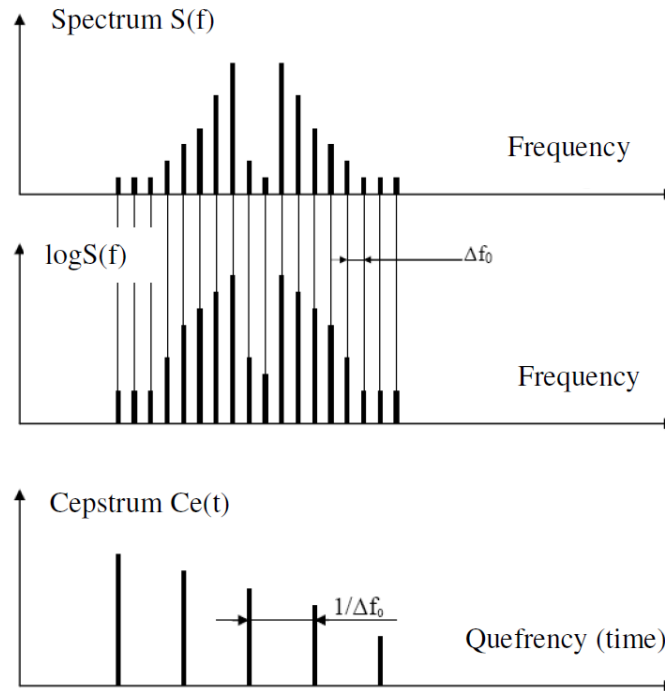 Spectrum S(f)
Frequency
logS(f)
Δf₀
Frequency
Cepstrum Ce(t)
1/Δf₀
Quefrency (time)